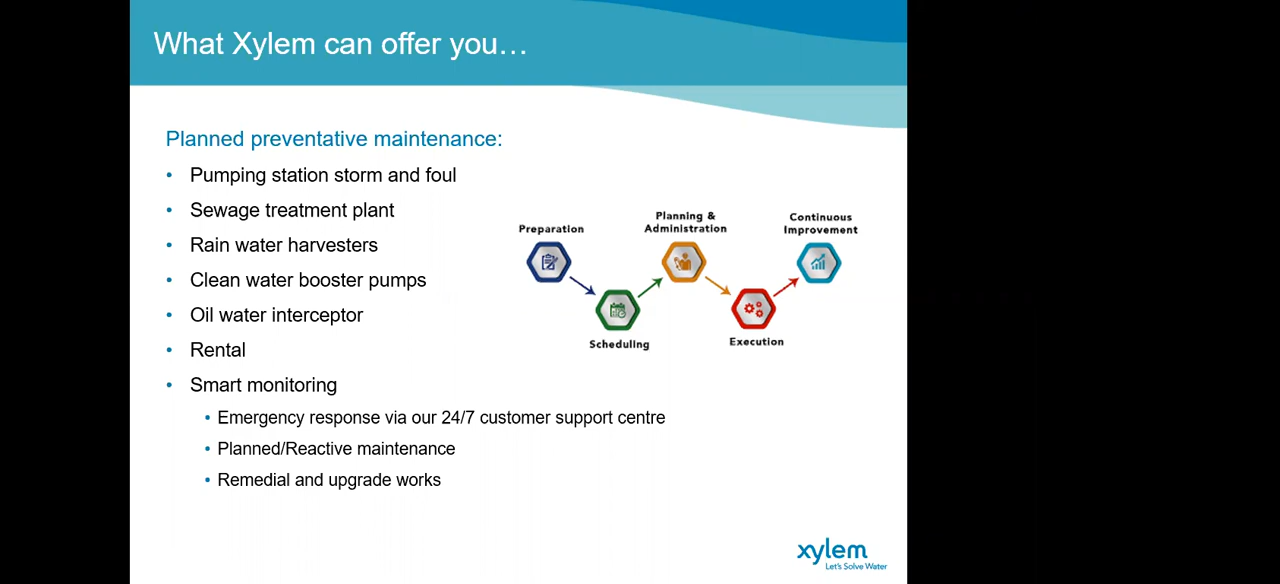 What Xylem can offer you…
Planned preventative maintenance:
• Pumping station storm and foul
• Sewage treatment plant
• Rain water harvesters
• Clean water booster pumps
• Oil water interceptor
• Rental
• Smart monitoring
• Emergency response via our 24/7 customer support centre
• Planned/Reactive maintenance
• Remedial and upgrade works
Preparation
Scheduling
Planning &
Administration
Execution
Continuous
Improvement
xylem
Let's Solve Water